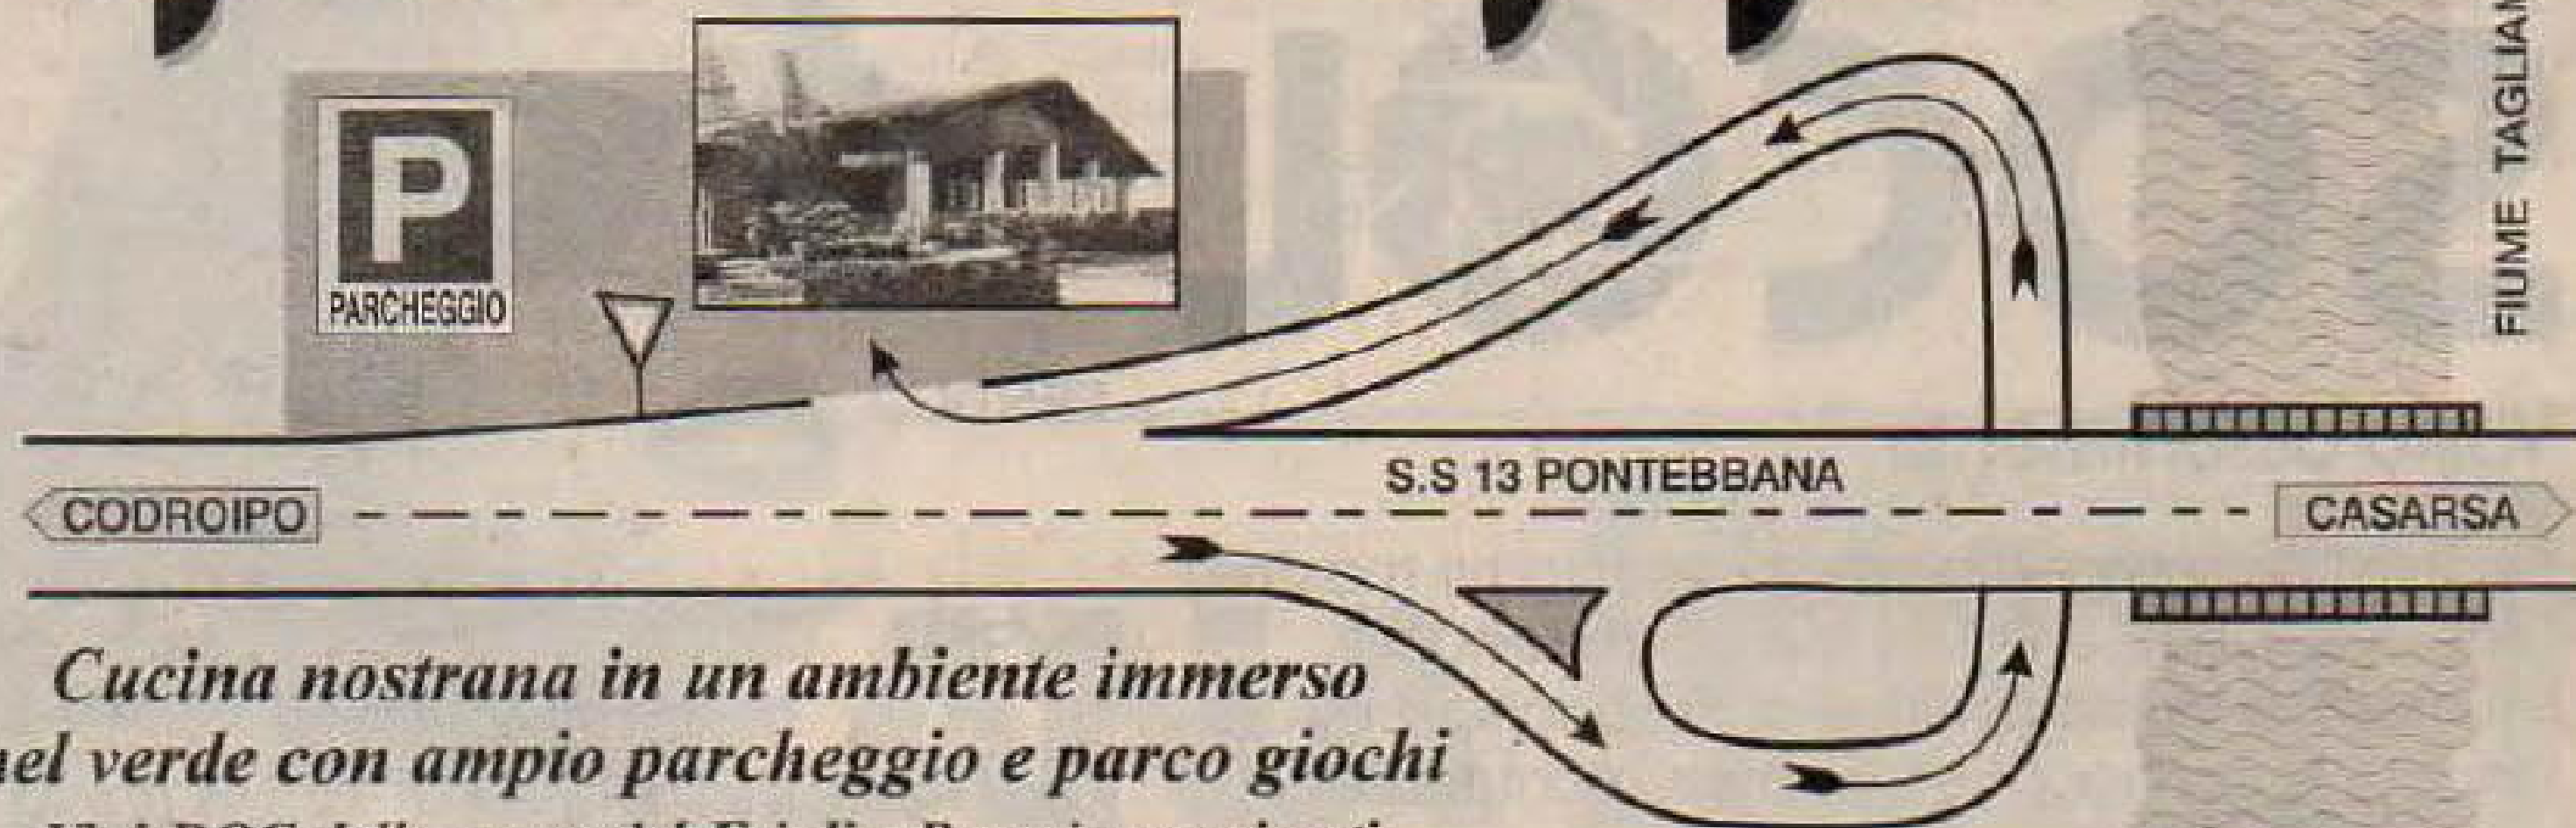 P
PARCHEGGIO
FIUME TAGLIAM
S.S 13 PONTEBBANA
CODROIPO
CASARSA
Cucina nostrana in un ambiente immerso
nel verde con ampio parcheggio e parco giochi